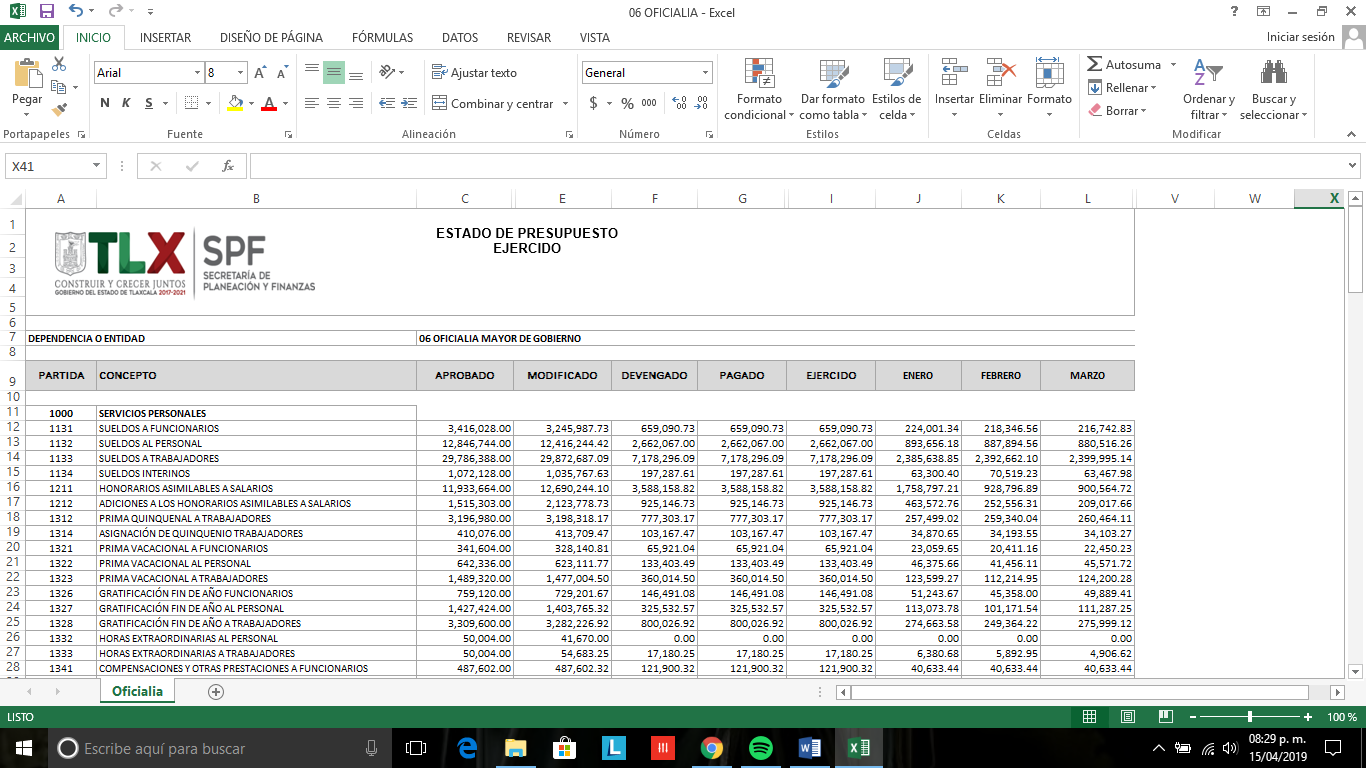 06 OFICIALIA - Excel
ARCHIVO INICIO INSERTAR DISEÑO DE PÁGINA FÓRMULAS DATOS REVISAR VISTA Iniciar sesión
Pegar
Portapapeles
Arial 8
N K S A
Fuente
Ajustar texto
Combinar y centrar
Alineación
General
$ % 000
Número
Formato condicional
Dar formato como tabla
Estilos de celda
Estilos
Insertar Eliminar Formato
Celdas
Autosuma
Rellenar
Borrar
Ordenar y filtrar
Buscar y seleccionar
Modificar
X41 fx
A B C E F G I J K L V W X
1
2
3
4
5
6
7
8
9
10
TLX SPF
SECRETARÍA DE
PLANEACIÓN Y FINANZAS
CONSTRUIR Y CRECER JUNTOS
GOBIERNO DEL ESTADO DE TLAXCALA 2017-2021
ESTADO DE PRESUPUESTO
EJERCIDO
DEPENDENCIA O ENTIDAD 06 OFICIALIA MAYOR DE GOBIERNO
PARTIDA CONCEPTO APROBADO MODIFICADO DEVENGADO PAGADO EJERCIDO ENERO FEBRERO MARZO
11 1000 SERVICIOS PERSONALES
12 1131 SUELDOS A FUNCIONARIOS 3,416,028.00 3,245,987.73 659,090.73 659,090.73 659,090.73 224,001.34 218,346.56 216,742.83
13 1132 SUELDOS AL PERSONAL 12,846,744.00 12,416,244.42 2,662,067.00 2,662,067.00 2,662,067.00 893,656.18 887,894.56 880,516.26
14 1133 SUELDOS A TRABAJADORES 29,786,388.00 29,872,687.09 7,178,296.09 7,178,296.09 7,178,296.09 2,385,638.85 2,392,662.10 2,399,995.14
15 1134 SUELDOS INTERINOS 1,072,128.00 1,035,767.63 197,287.61 197,287.61 197,287.61 63,300.40 70,519.23 63,467.98
16 1211 HONORARIOS ASIMILABLES A SALARIOS 11,933,664.00 12,690,244.10 3,588,158.82 3,588,158.82 3,588,158.82 1,758,797.21 928,796.89 900,564.72
17 1212 ADICIONES A LOS HONORARIOS ASIMILABLES A SALARIOS 1,515,303.00 2,123,778.73 925,146.73 925,146.73 925,146.73 463,572.76 252,556.31 209,017.66
18 1312 PRIMA QUINQUENAL A TRABAJADORES 3,196,980.00 3,198,318.17 777,303.17 777,303.17 777,303.17 257,499.02 259,340.04 260,464.11
19 1314 ASIGNACIÓN DE QUINQUENIO TRABAJADORES 410,076.00 413,709.47 103,167.47 103,167.47 103,167.47 34,870.65 34,193.55 34,103.27
20 1321 PRIMA VACACIONAL A FUNCIONARIOS 341,604.00 328,140.81 65,921.04 65,921.04 65,921.04 23,059.65 20,411.16 22,450.23
21 1322 PRIMA VACACIONAL AL PERSONAL 642,336.00 623,111.77 133,403.49 133,403.49 133,403.49 46,375.66 41,456.11 45,571.72
22 1323 PRIMA VACACIONAL A TRABAJADORES 1,489,320.00 1,477,004.50 360,014.50 360,014.50 360,014.50 123,599.27 112,214.95 124,200.28
23 1326 GRATIFICACIÓN FIN DE AÑO FUNCIONARIOS 759,120.00 729,201.67 146,491.08 146,491.08 146,491.08 51,243.67 45,358.00 49,889.41
24 1327 GRATIFICACIÓN FIN DE AÑO AL PERSONAL 1,427,424.00 1,403,765.32 325,532.57 325,532.57 325,532.57 113,073.78 101,171.54 111,287.25
25 1328 GRATIFICACIÓN FIN DE AÑO A TRABAJADORES 3,309,600.00 3,282,226.92 800,026.92 800,026.92 800,026.92 274,663.58 249,364.22 275,999.12
26 1332 HORAS EXTRAORDINARIAS AL PERSONAL 50,004.00 41,670.00 0.00 0.00 0.00 0.00 0.00 0.00
27 1333 HORAS EXTRAORDINARIAS A TRABAJADORES 50,004.00 54,683.25 17,180.25 17,180.25 17,180.25 6,380.68 5,892.95 4,906.62
28 1341 COMPENSACIONES Y OTRAS PRESTACIONES A FUNCIONARIOS 487,602.00 487,602.32 121,900.32 121,900.32 121,900.32 40,633.44 40,633.44 40,633.44
Oficialia
LISTO 100 %
Escribe aquí para buscar
08:29 p. m.
15/04/2019